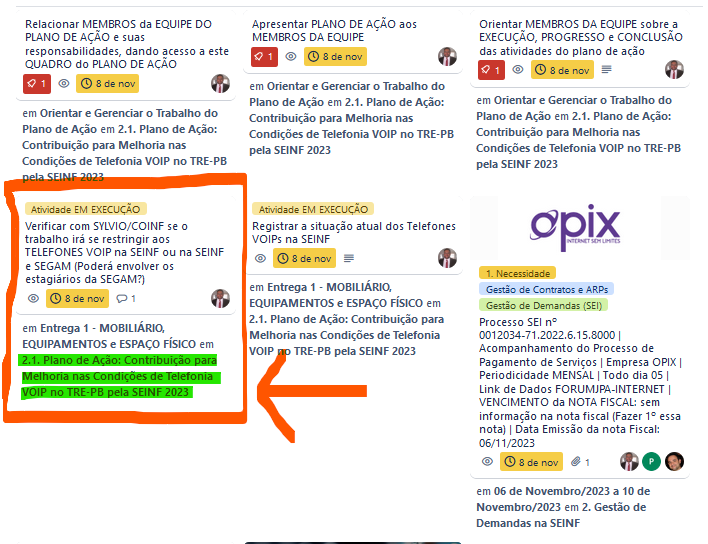 Relacionar MEMBROS da EQUIPE DO
PLANO DE AÇÃO e suas
responsabilidades, dando acesso a este
QUADRO do PLANO DE AÇÃO
1
8 de nov
em Orientar e Gerenciar o Trabalho do
Plano de Ação em 2.1. Plano de Ação:
Contribuição para Melhoria nas
Condições de Telefonia VOIP no TRE-PB
pela SEINF 2023
Apresentar PLANO DE AÇÃO aos
MEMBROS DA EQUIPE
1
8 de nov
em Orientar e Gerenciar o Trabalho do
Plano de Ação em 2.1. Plano de Ação:
Contribuição para Melhoria nas
Condições de Telefonia VOIP no TRE-PB
pela SEINF 2023
Orientar MEMBROS DA EQUIPE sobre a
EXECUÇÃO, PROGRESSO e CONCLUSÃO
das atividades do plano de ação
1
8 de nov
em Orientar e Gerenciar o Trabalho do
Plano de Ação em 2.1. Plano de Ação:
Contribuição para Melhoria nas
Condições de Telefonia VOIP no TRE-PB
pela SEINF 2023
Atividade EM EXECUÇÃO
Verificar com SYLVIO/COINF se o
trabalho irá se restringir aos
TELEFONES VOIP na SEINF ou na SEINF
e SEGAM (Poderá envolver os
estagiários da SEGAM?)
8 de nov
1
em Entrega 1 - MOBILIÁRIO,
EQUIPAMENTOS e ESPAÇO FÍSICO em
2.1. Plano de Ação: Contribuição para
Melhoria nas Condições de Telefonia
VOIP no TRE-PB pela SEINF 2023
Atividade EM EXECUÇÃO
Registrar a situação atual dos Telefones
VOIPs na SEINF
8 de nov
em Entrega 1 - MOBILIÁRIO,
EQUIPAMENTOS e ESPAÇO FÍSICO em
2.1. Plano de Ação: Contribuição para
Melhoria nas Condições de Telefonia
VOIP no TRE-PB pela SEINF 2023
opix
INTERNET SEM LIMITES
1. Necessidade
Gestão de Contratos e ARPs
Gestão de Demandas (SEI)
Processo SEI nº
0012034-71.2022.6.15.8000 |
Acompanhamento do Processo de
Pagamento de Serviços | Empresa OPIX |
Periodicidade MENSAL | Todo dia 05 |
Link de Dados FORUMJPA-INTERNET |
VENCIMENTO da NOTA FISCAL: sem
informação na nota fiscal (Fazer 1º essa
nota) | Data Emissão da nota Fiscal:
06/11/2023
8 de nov
1
P
em 06 de Novembro/2023 a 10 de
Novembro/2023 em 2. Gestão de
Demandas na SEINF